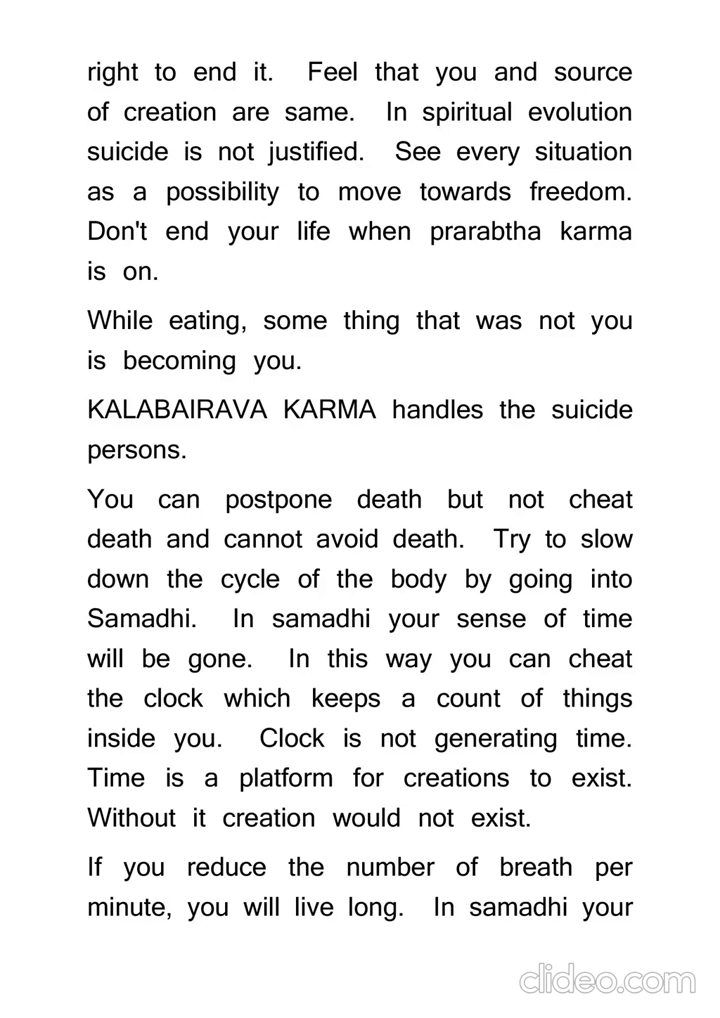 right to end it. Feel that you and source
of creation are same. In spiritual evolution
suicide is not justified. See every situation
as a possibility to move towards freedom.
Don't end your life when prarabtha karma
is on.
While eating, some thing that was not you
is becoming you.
KALABAIRAVA KARMA handles the suicide
persons.
You can postpone death but not cheat
death and cannot avoid death. Try to slow
down the cycle of the body by going into
Samadhi. In samadhi your sense of time
will be gone. In this way you can cheat
the clock which keeps a count of things
inside you. Clock is not generating time.
Time is a platform for creations to exist.
Without it creation would not exist.
If you reduce the number of breath per
minute, you will live long. In samadhi your
clideo.com